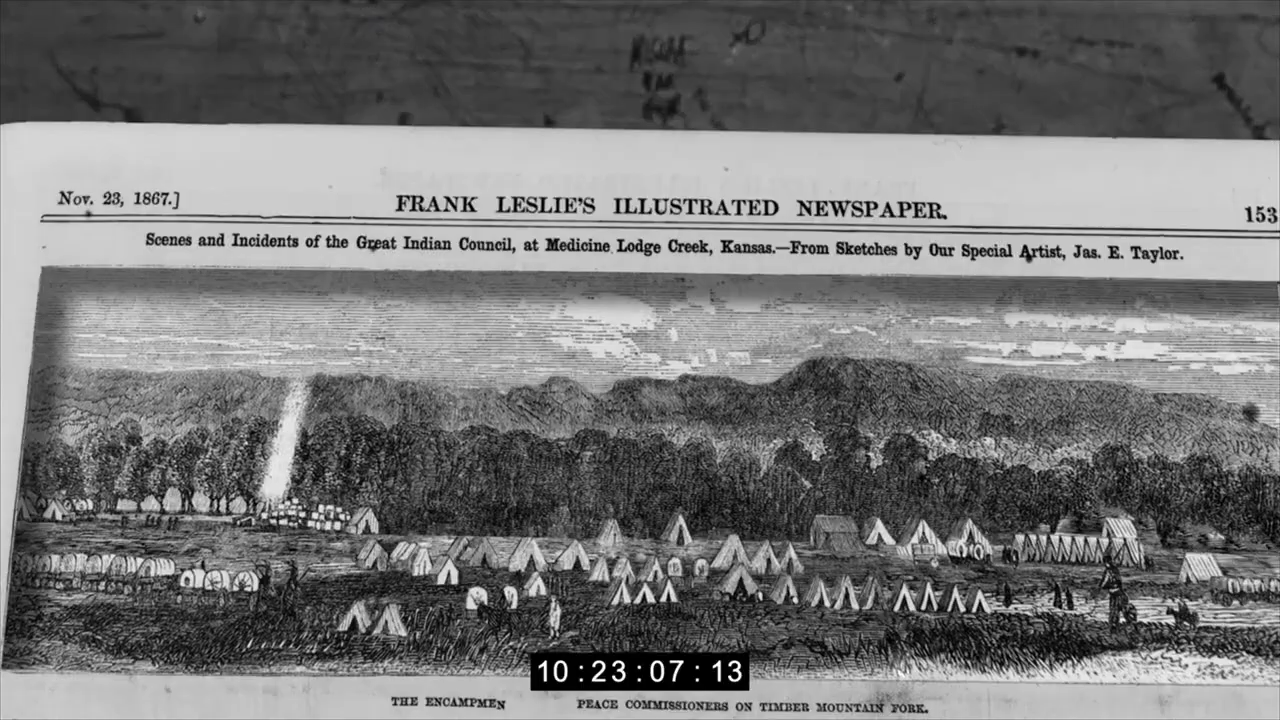 Nov. 23, 1867.]
FRANK LESLIE'S ILLUSTRATED NEWSPAPER.
153
Scenes and Incidents of the Great Indian Council, at Medicine Lodge Creek, Kansas.—From Sketches by Our Special Artist, Jas. E. Taylor.
10:23:07:13
THE ENCAMPMEN PEACE COMMISSIONERS ON TIMBER MOUNTAIN FORK.